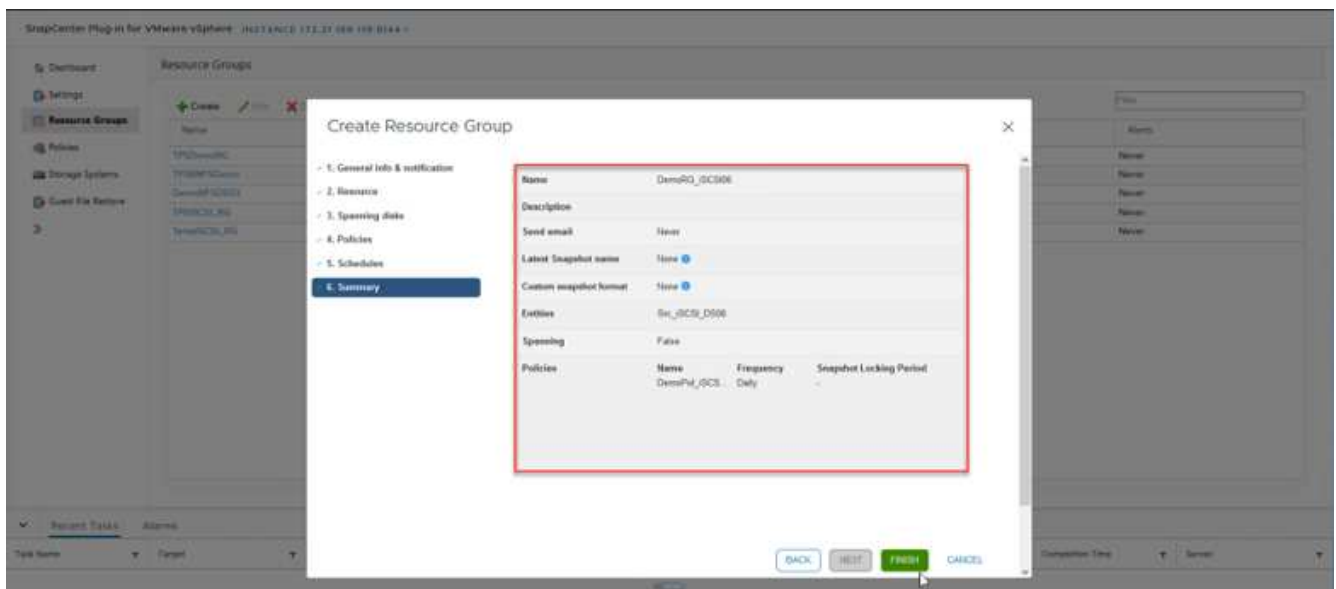 SnapCenter Plug-in for VMware vSphere INSTANCE
Dashboard
Resource Groups
Settings
Create
Filter
Resource Groups
Name
Alerts
Policies
Never
Storage Systems
Never
Guest File Restore
Never
Never
Never
Create Resource Group
1. General info & notification
2. Resource
3. Spanning disks
4. Policies
5. Schedules
6. Summary
Name DemoRG_iSCSI06
Description
Send email Never
Latest Snapshot name None
Custom snapshot format None
Entities Src_iSCSI_DS06
Spanning False
Policies Name Frequency Snapshot Locking Period
DemoPol_iSCS... Daily -
BACK NEXT FINISH CANCEL
Recent Tasks Alarms
Task Name Target Completion Time Server